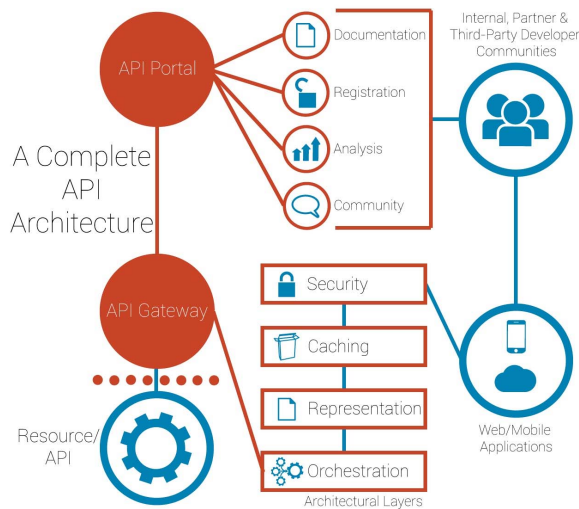 A Complete
API
Architecture
API Portal
Documentation
Registration
Analysis
Community
Internal, Partner &
Third-Party Developer
Communities
API Gateway
Security
Caching
Representation
Orchestration
Architectural Layers
Web/Mobile
Applications
Resource/
API